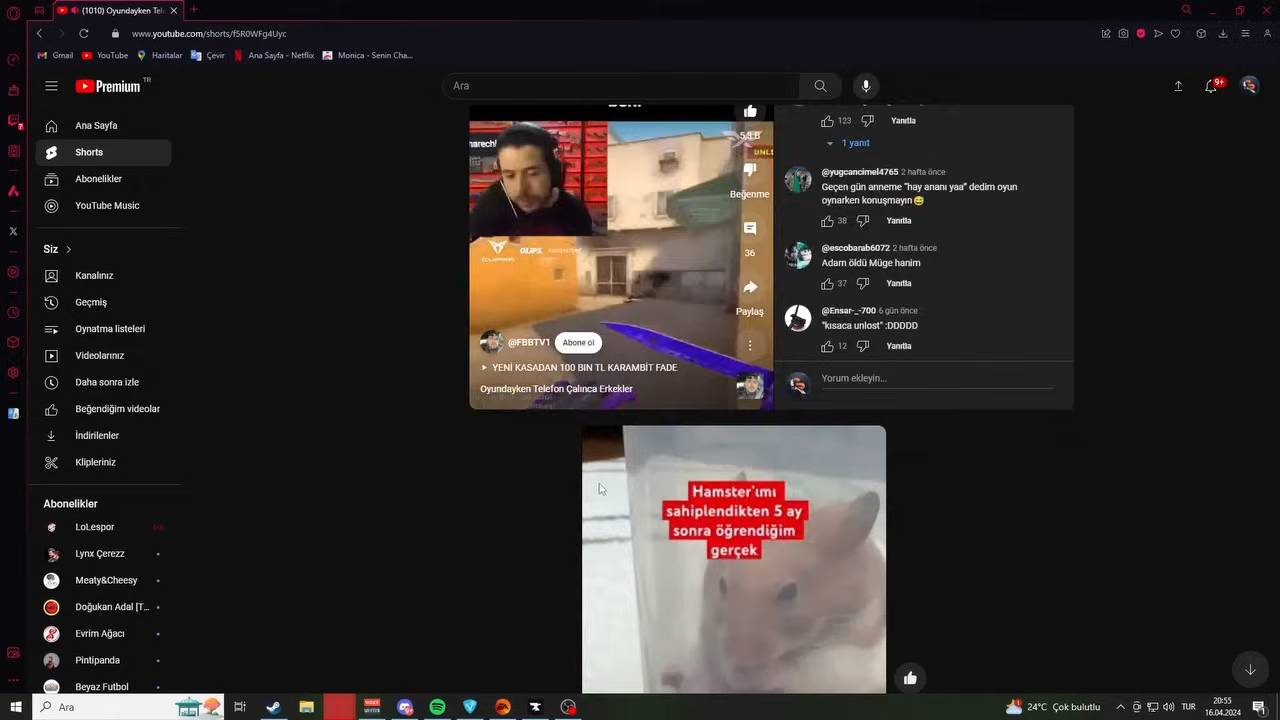 (1010) Oyundayken Tele
www.youtube.com/shorts/f5R0WFg4Uyc
Gmail
YouTube
Haritalar
Çevir
Ana Sayfa - Netflix
Monica - Senin Cha...
Premium TR
Ara
9+
Ana Sayfa
Shorts
Abonelikler
YouTube Music
Siz
Kanalınız
Geçmiş
Oynatma listeleri
Videolarınız
Daha sonra izle
Beğendiğim videolar
İndirilenler
Klipleriniz
Abonelikler
LoLespor
Lynx Çerezz
Meaty&Cheesy
Doğukan Adal [T...
Evrim Ağacı
Pintipanda
Beyaz Futbol
OLIPS.
@FBBTV1
Abone ol
YENİ KASADAN 100 BIN TL KARAMBİT FADE
Oyundayken Telefon Çalınca Erkekler
Beğenme
36
Paylaş
123
Yanıtla
1 yanıt
@yugcancimel4765 2 hafta önce
Geçen gün anneme “hay ananı yaa” dedim oyun
oynarken konuşmayın😅
38
Yanıtla
@escobarab6072 2 hafta önce
Adam öldü Müge hanim
37
Yanıtla
@Ensar-_-700 6 gün önce
"kısaca unlost" :DDDDD
12
Yanıtla
Yorum ekleyin...
Hamster'ımı
sahiplendikten 5 ay
sonra öğrendiğim
gerçek
Ara
24°C Çok bulutlu
TUR
20:55
16.04.2024